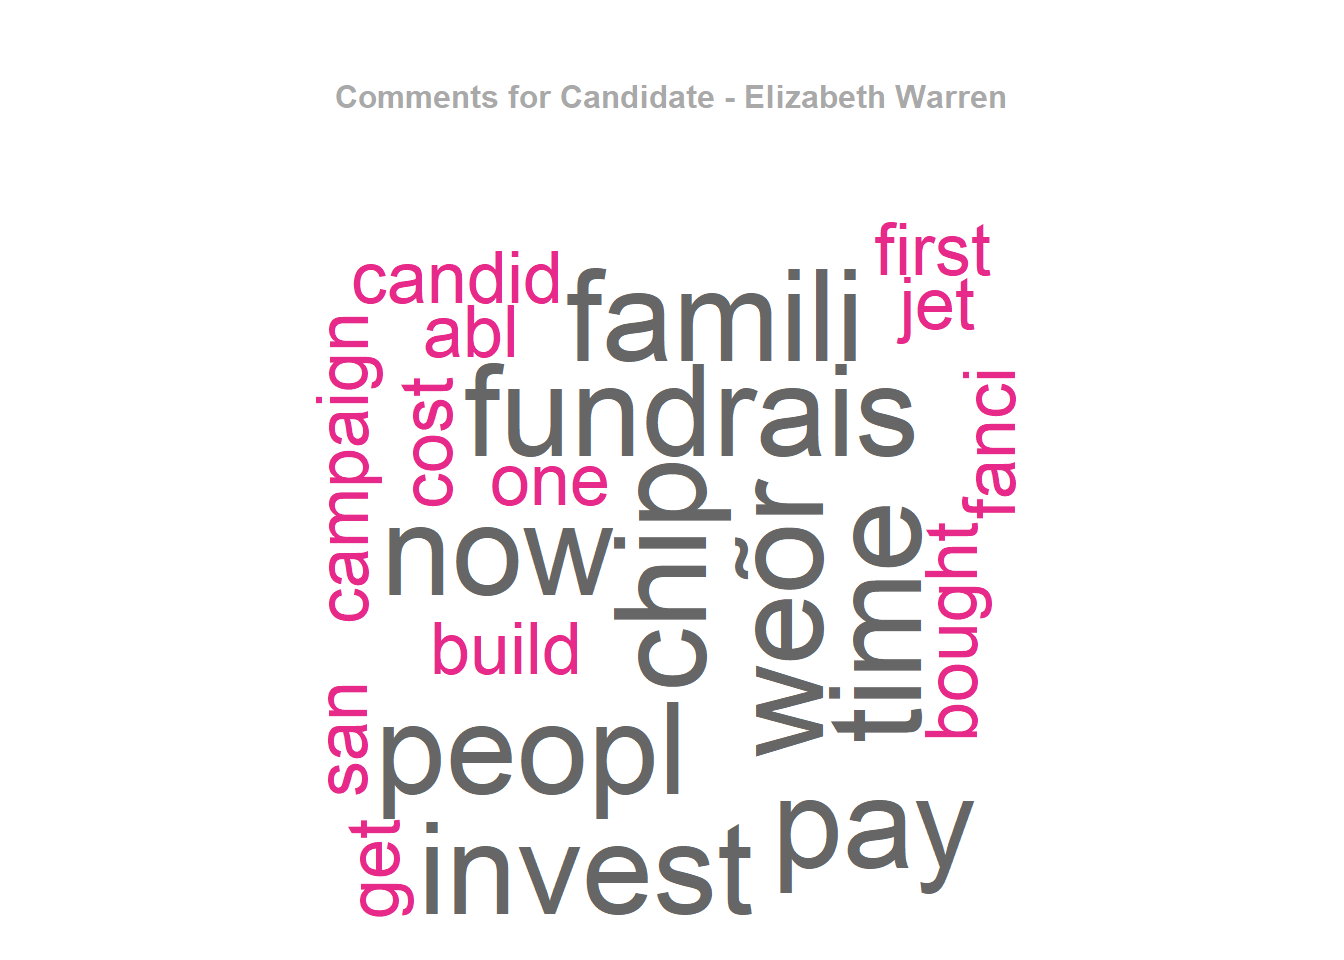 Comments for Candidate - Elizabeth Warren
first
candid
jet
abl
famili
campaign
cost
fundrais
fanci
one
now
chip
weõr
time
bought
build
san
peopl
pay
get
invest